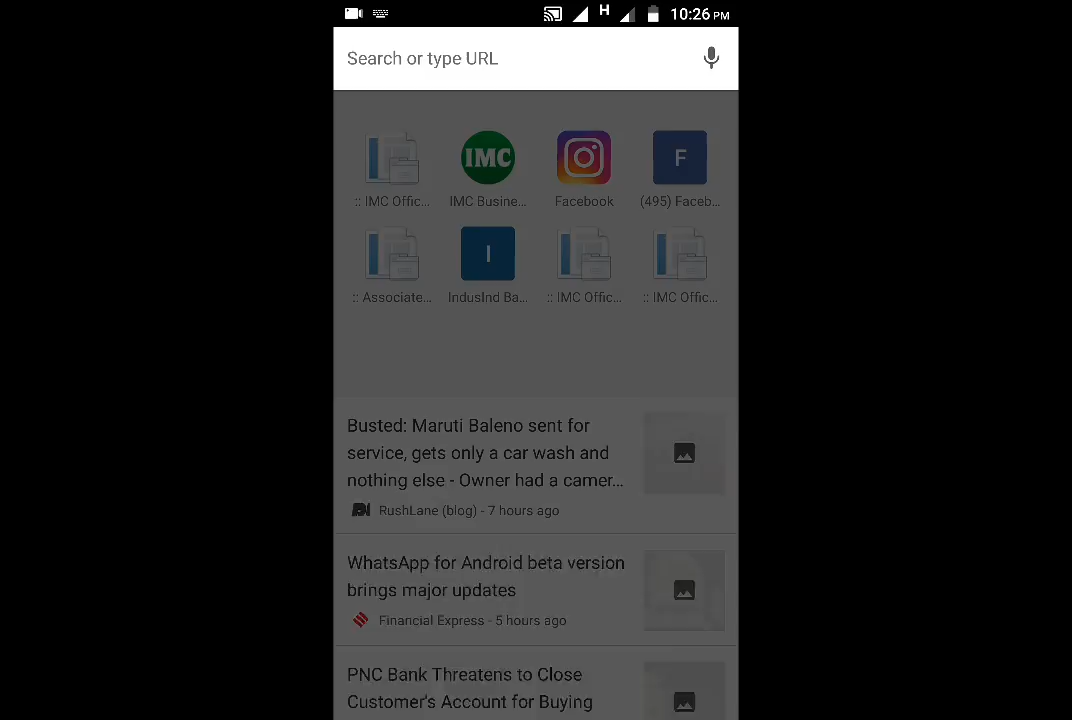 H 10:26 PM
Search or type URL
IMC F
:: IMC Offic... IMC Busine... Facebook (495) Faceb...
I
:: Associate... IndusInd Ba... :: IMC Offic... :: IMC Offic...
Busted: Maruti Baleno sent for
service, gets only a car wash and
nothing else - Owner had a camer...
RushLane (blog) - 7 hours ago
WhatsApp for Android beta version
brings major updates
Financial Express - 5 hours ago
PNC Bank Threatens to Close
Customer's Account for Buying